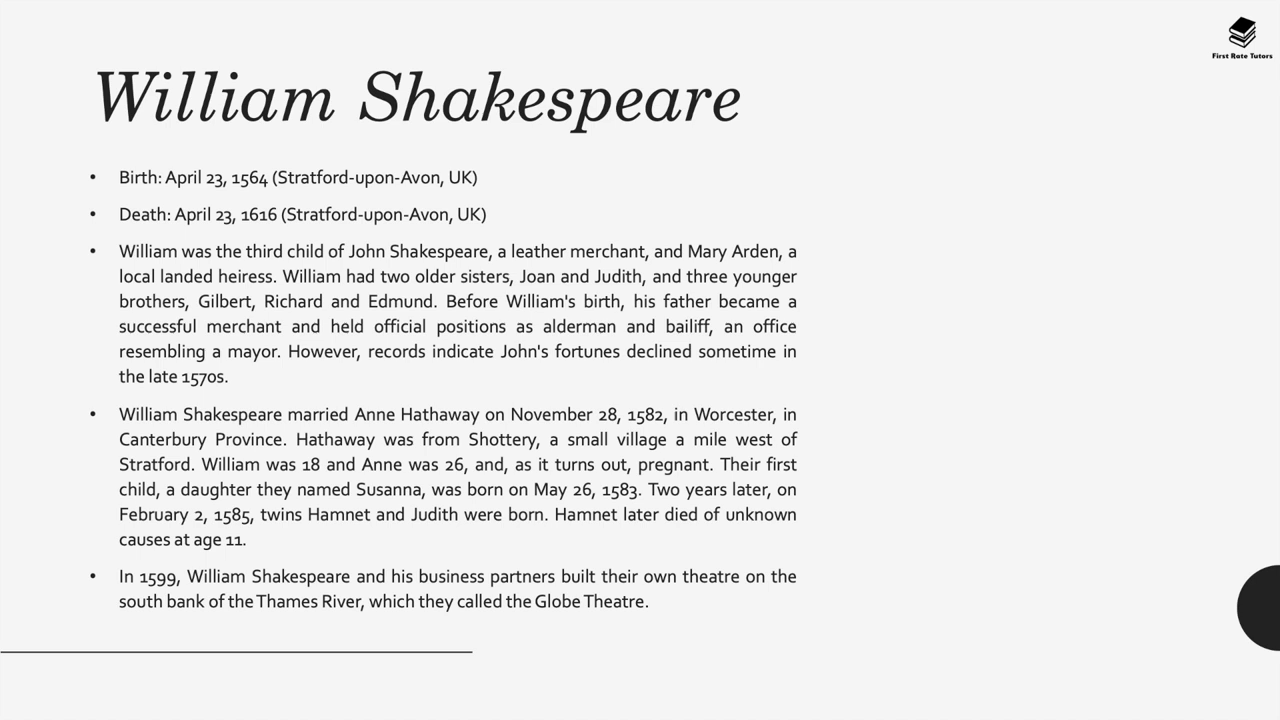 First Rate Tutors
William Shakespeare
• Birth: April 23, 1564 (Stratford-upon-Avon, UK)
• Death: April 23, 1616 (Stratford-upon-Avon, UK)
• William was the third child of John Shakespeare, a leather merchant, and Mary Arden, a
local landed heiress. William had two older sisters, Joan and Judith, and three younger
brothers, Gilbert, Richard and Edmund. Before William's birth, his father became a
successful merchant and held official positions as alderman and bailiff, an office
resembling a mayor. However, records indicate John's fortunes declined sometime in
the late 1570s.
• William Shakespeare married Anne Hathaway on November 28, 1582, in Worcester, in
Canterbury Province. Hathaway was from Shottery, a small village a mile west of
Stratford. William was 18 and Anne was 26, and, as it turns out, pregnant. Their first
child, a daughter they named Susanna, was born on May 26, 1583. Two years later, on
February 2, 1585, twins Hamnet and Judith were born. Hamnet later died of unknown
causes at age 11.
• In 1599, William Shakespeare and his business partners built their own theatre on the
south bank of the Thames River, which they called the Globe Theatre.